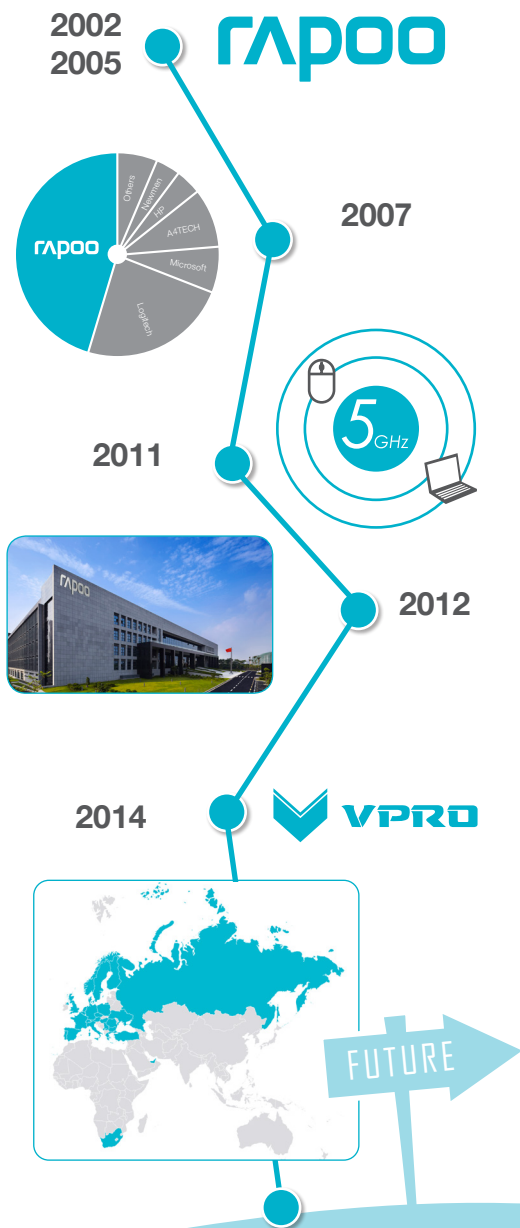 2002
2005
rapoo
Others
Newmen
Hp
A4TECH
Microsoft
Logitech
rapoo
2007
5GHz
2011
rapoo
2012
2014
VPRO
FUTURE